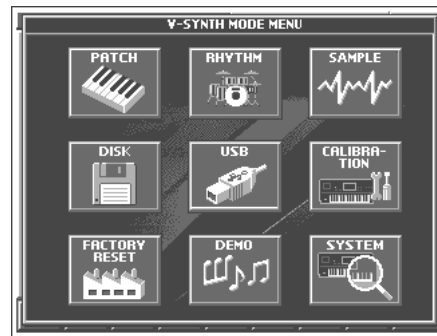 V-SYNTH MODE MENU
PATCH
RHYTHM
SAMPLE
DISK
USB
CALIBRA-
TION
FACTORY
RESET
DEMO
SYSTEM